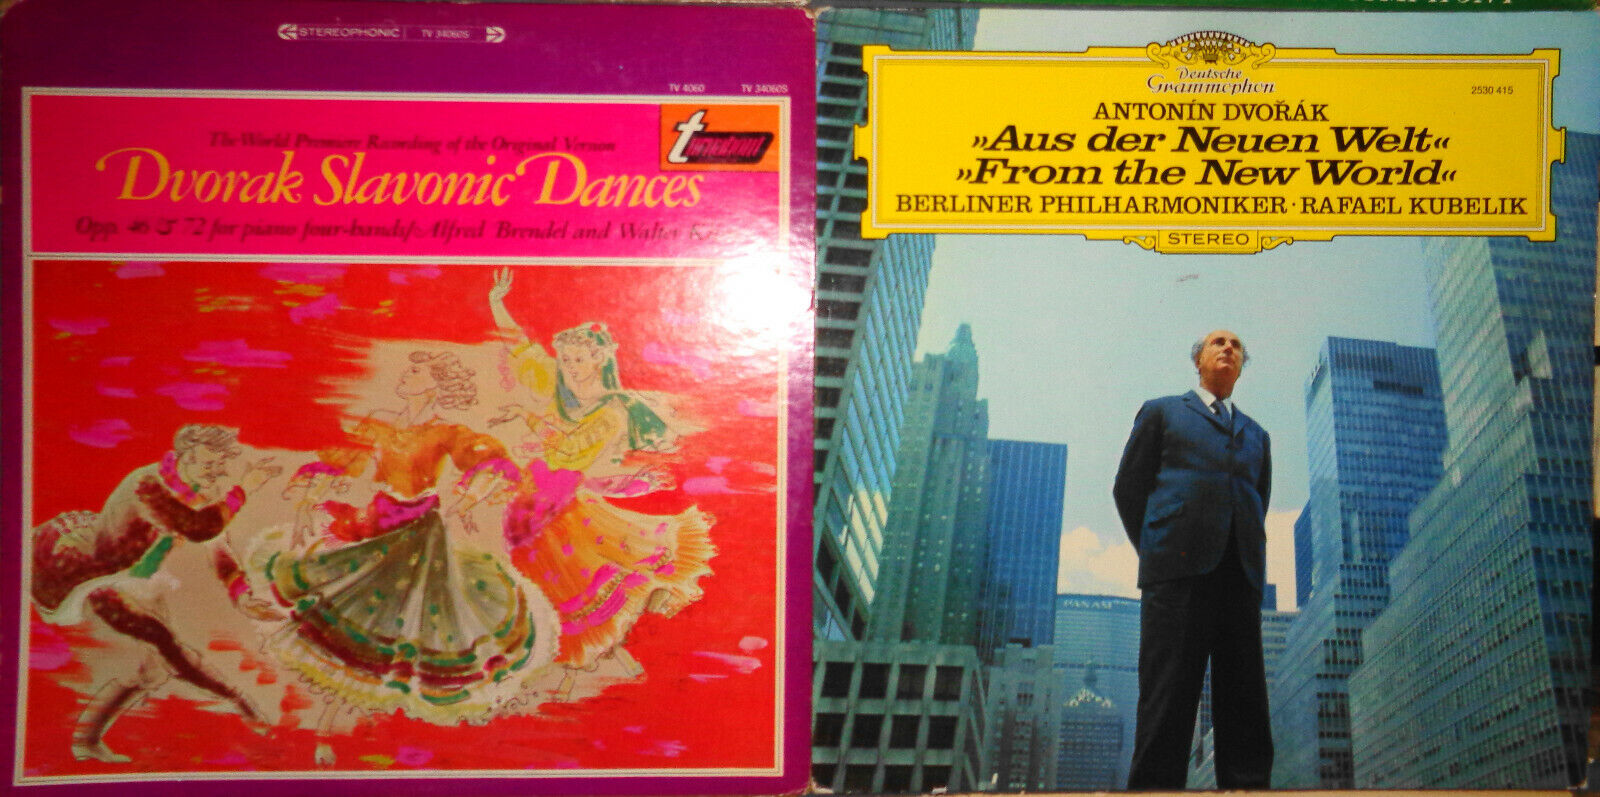 STEREOPHONIC TV 34060S
TV 4060 TV 34060S
The World Premiere Recording of the Original Version
Dvorak Slavonic Dances
Opp. 46 & 72 for piano four-hands/Alfred Brendel and Walter
t TURNABOUT
Deutsche
Grammophon
2530 415
ANTONÍN DVOŘÁK
»Aus der Neuen Welt«
»From the New World«
BERLINER PHILHARMONIKER · RAFAEL KUBELIK
STEREO
PAN AM